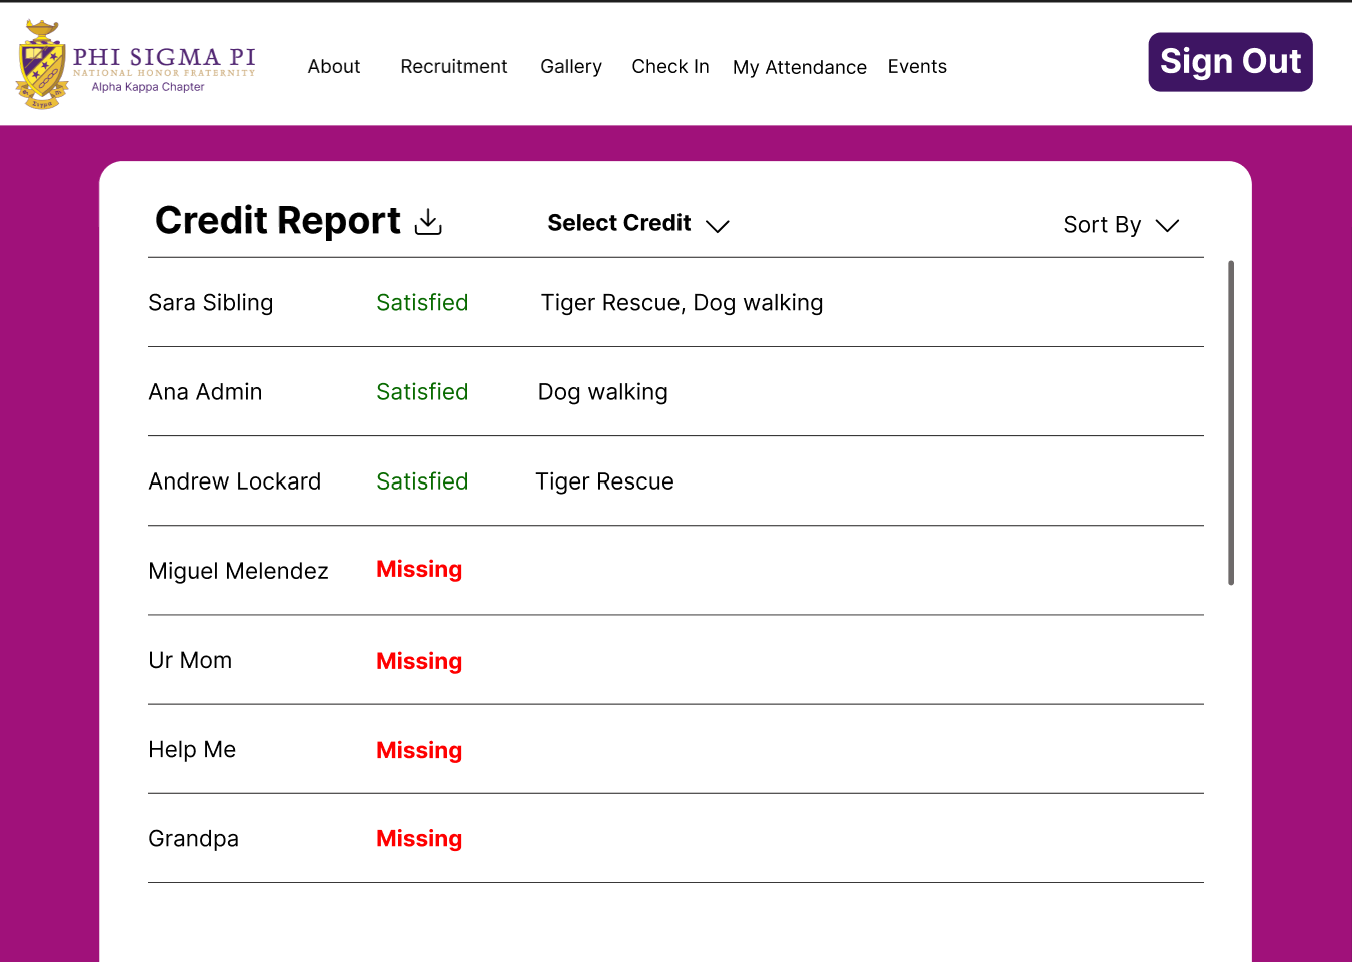 PHI SIGMA PI
NATIONAL HONOR FRATERNITY
Alpha Kappa Chapter
About Recruitment Gallery Check In My Attendance Events
Sign Out
Credit Report Select Credit Sort By
Sara Sibling Satisfied Tiger Rescue, Dog walking
Ana Admin Satisfied Dog walking
Andrew Lockard Satisfied Tiger Rescue
Miguel Melendez Missing
Ur Mom Missing
Help Me Missing
Grandpa Missing